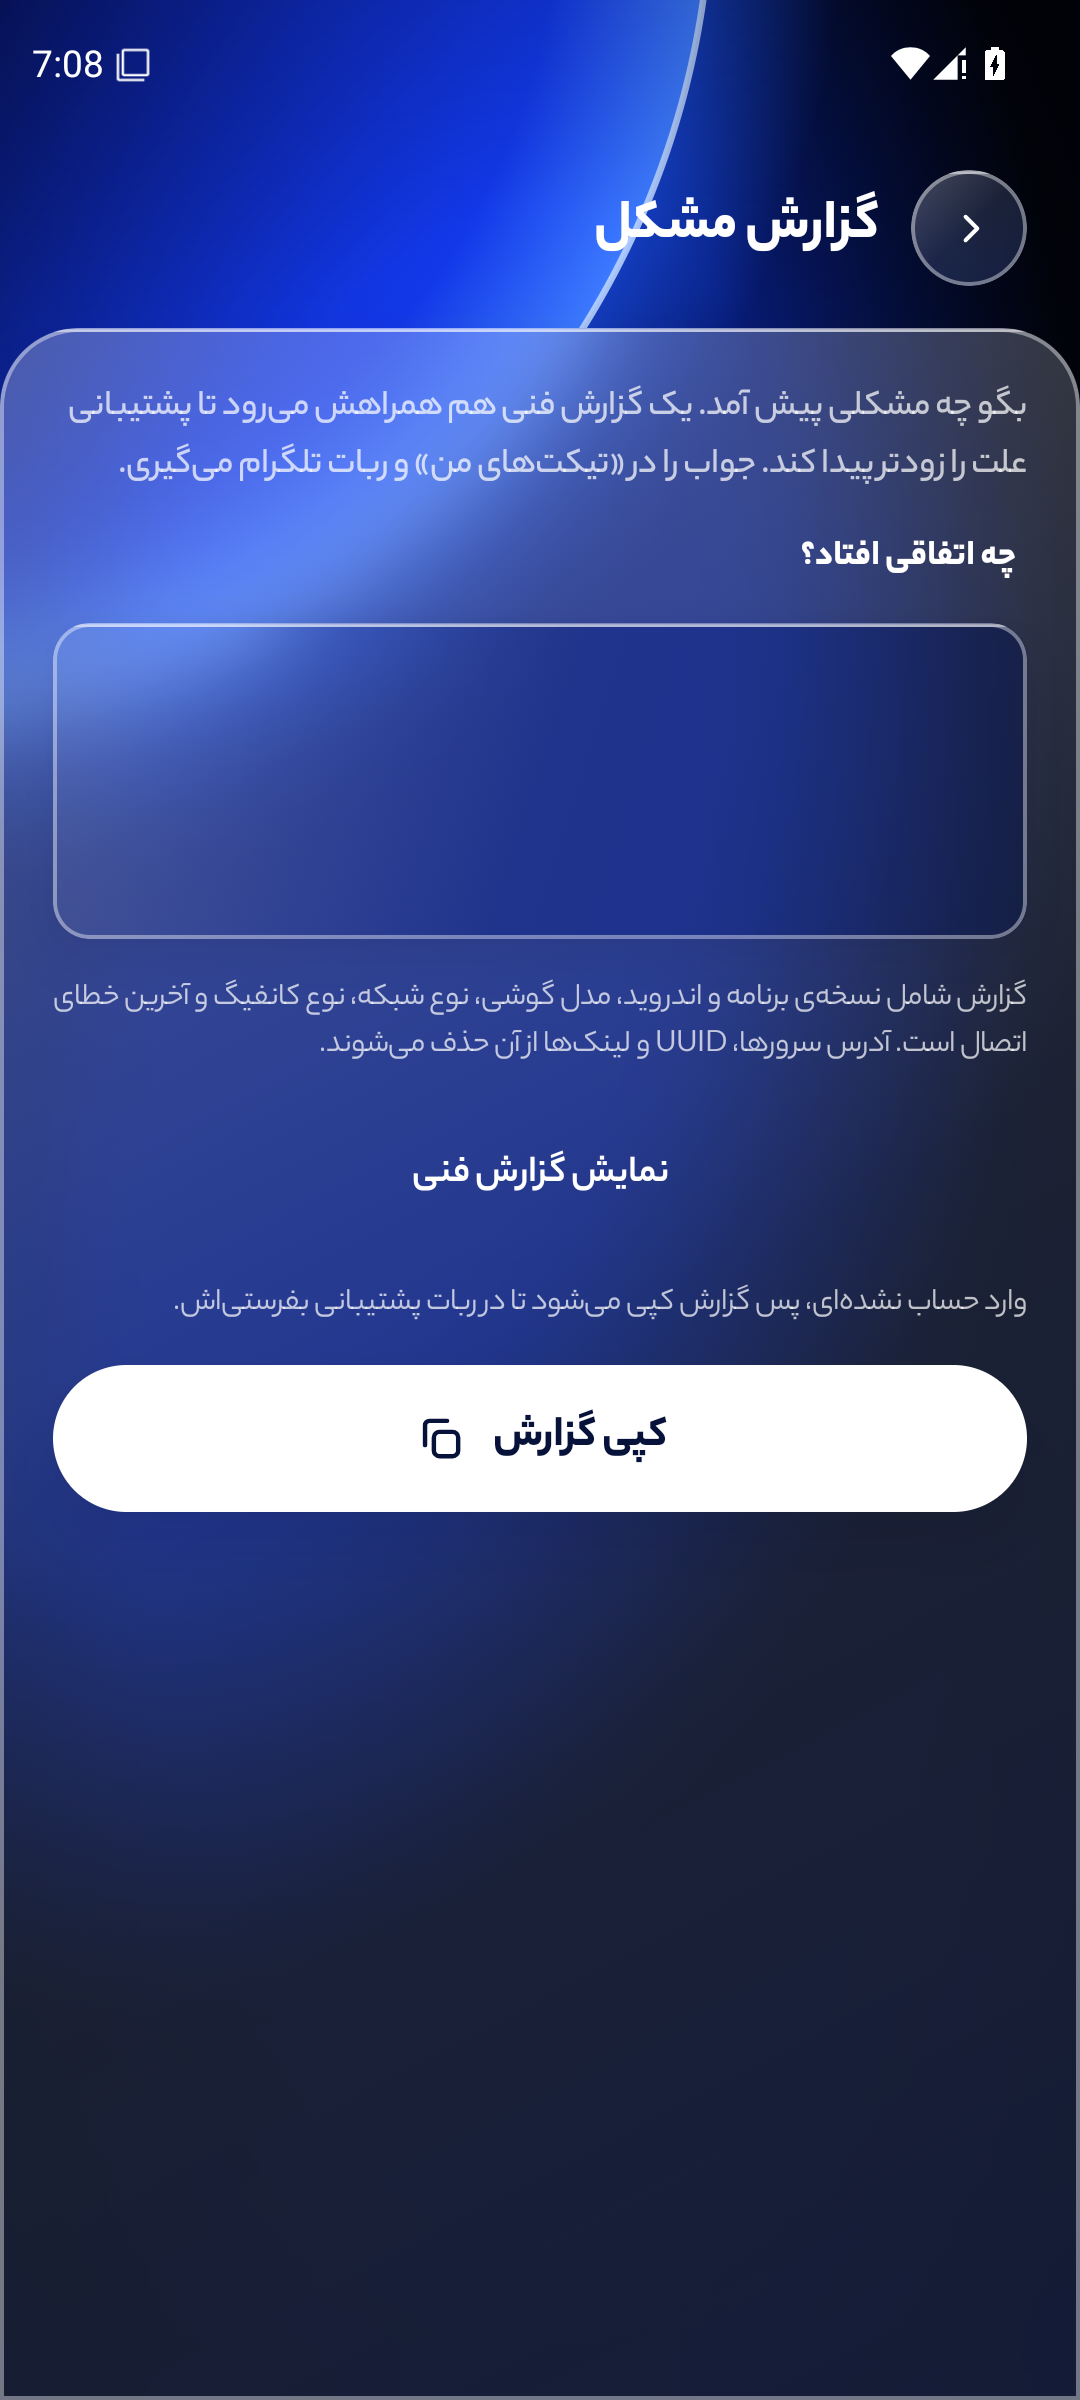 7:08
گزارش مشکل
بگو چه مشکلی پیش آمد. یک گزارش فنی هم همراهش می‌رود تا پشتیبانی
علت را زودتر پیدا کند. جواب را در «تیکت‌های من» و ربات تلگرام می‌گیری.
چه اتفاقی افتاد؟
گزارش شامل نسخه‌ی برنامه و اندروید، مدل گوشی، نوع شبکه، نوع کانفیگ و آخرین خطای
اتصال است. آدرس سرورها، UUID و لینک‌ها از آن حذف می‌شوند.
نمایش گزارش فنی
وارد حساب نشده‌ای، پس گزارش کپی می‌شود تا در ربات پشتیبانی بفرستی‌اش.
کپی گزارش